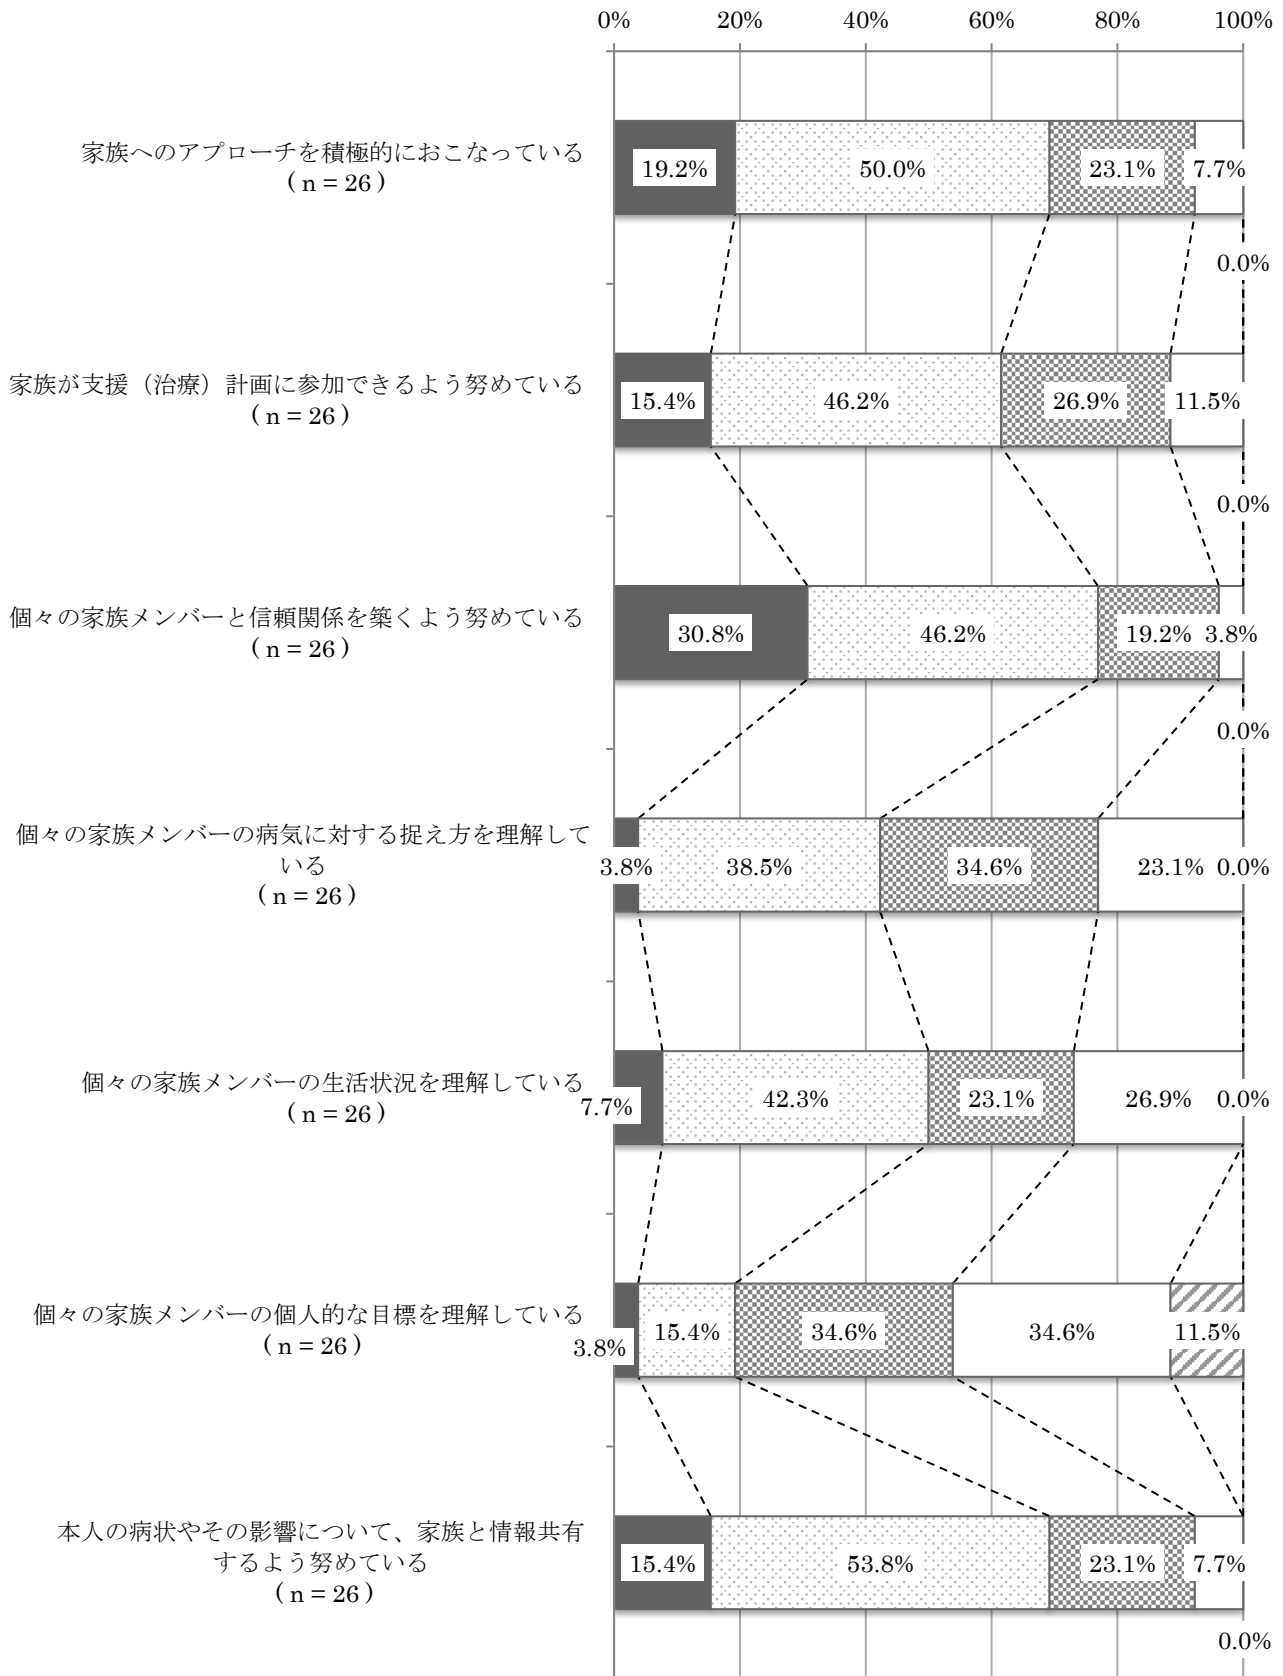 0% 20% 40% 60% 80% 100%
家族へのアプローチを積極的におこなっている
( n = 26 )
19.2% 50.0% 23.1% 7.7%
0.0%
家族が支援（治療）計画に参加できるよう努めている
( n = 26 )
15.4% 46.2% 26.9% 11.5%
0.0%
個々の家族メンバーと信頼関係を築くよう努めている
( n = 26 )
30.8% 46.2% 19.2% 3.8%
0.0%
個々の家族メンバーの病気に対する捉え方を理解して
いる
( n = 26 )
3.8% 38.5% 34.6% 23.1% 0.0%
個々の家族メンバーの生活状況を理解している
( n = 26 )
7.7% 42.3% 23.1% 26.9% 0.0%
個々の家族メンバーの個人的な目標を理解している
( n = 26 )
3.8% 15.4% 34.6% 34.6% 11.5%
本人の病状やその影響について、家族と情報共有
するよう努めている
( n = 26 )
15.4% 53.8% 23.1% 7.7%
0.0%